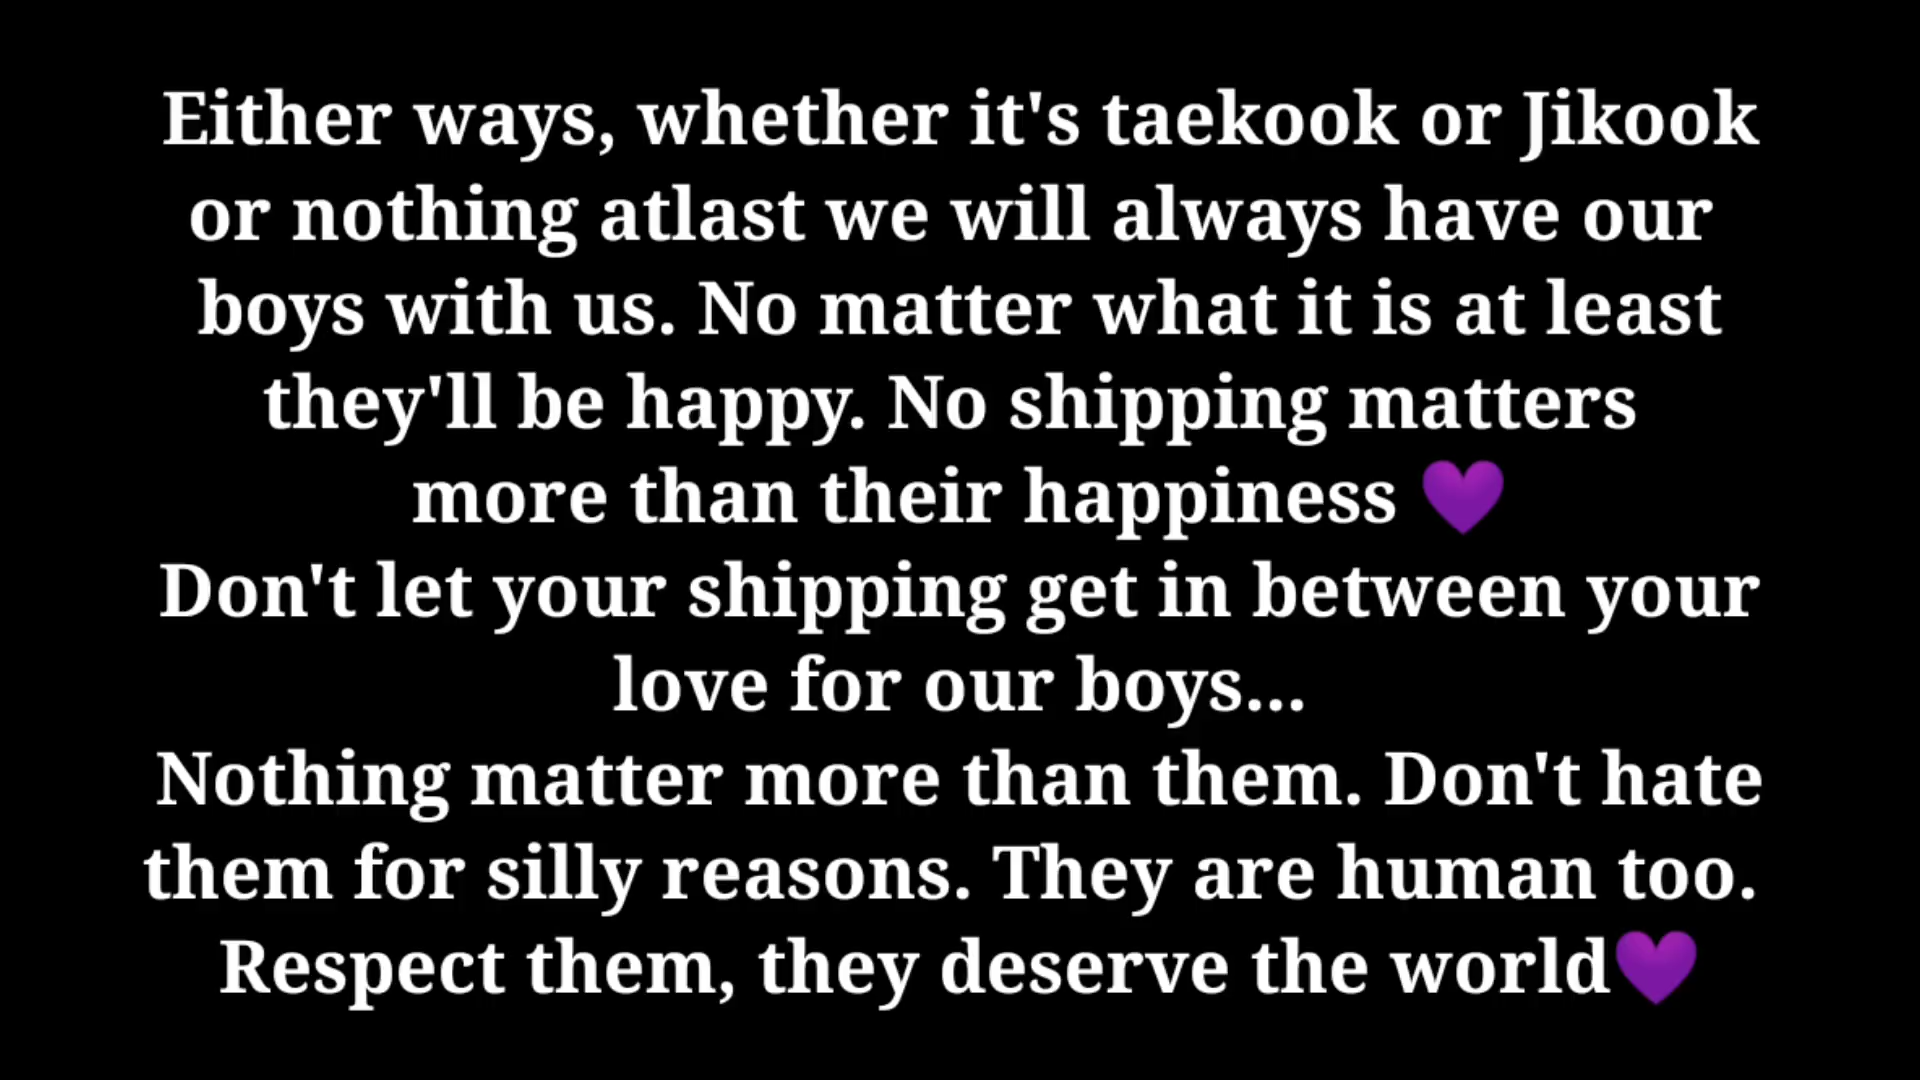 Either ways, whether it's taekook or Jikook
or nothing atlast we will always have our
boys with us. No matter what it is at least
they'll be happy. No shipping matters
more than their happiness 💜
Don't let your shipping get in between your
love for our boys...
Nothing matter more than them. Don't hate
them for silly reasons. They are human too.
Respect them, they deserve the world💜